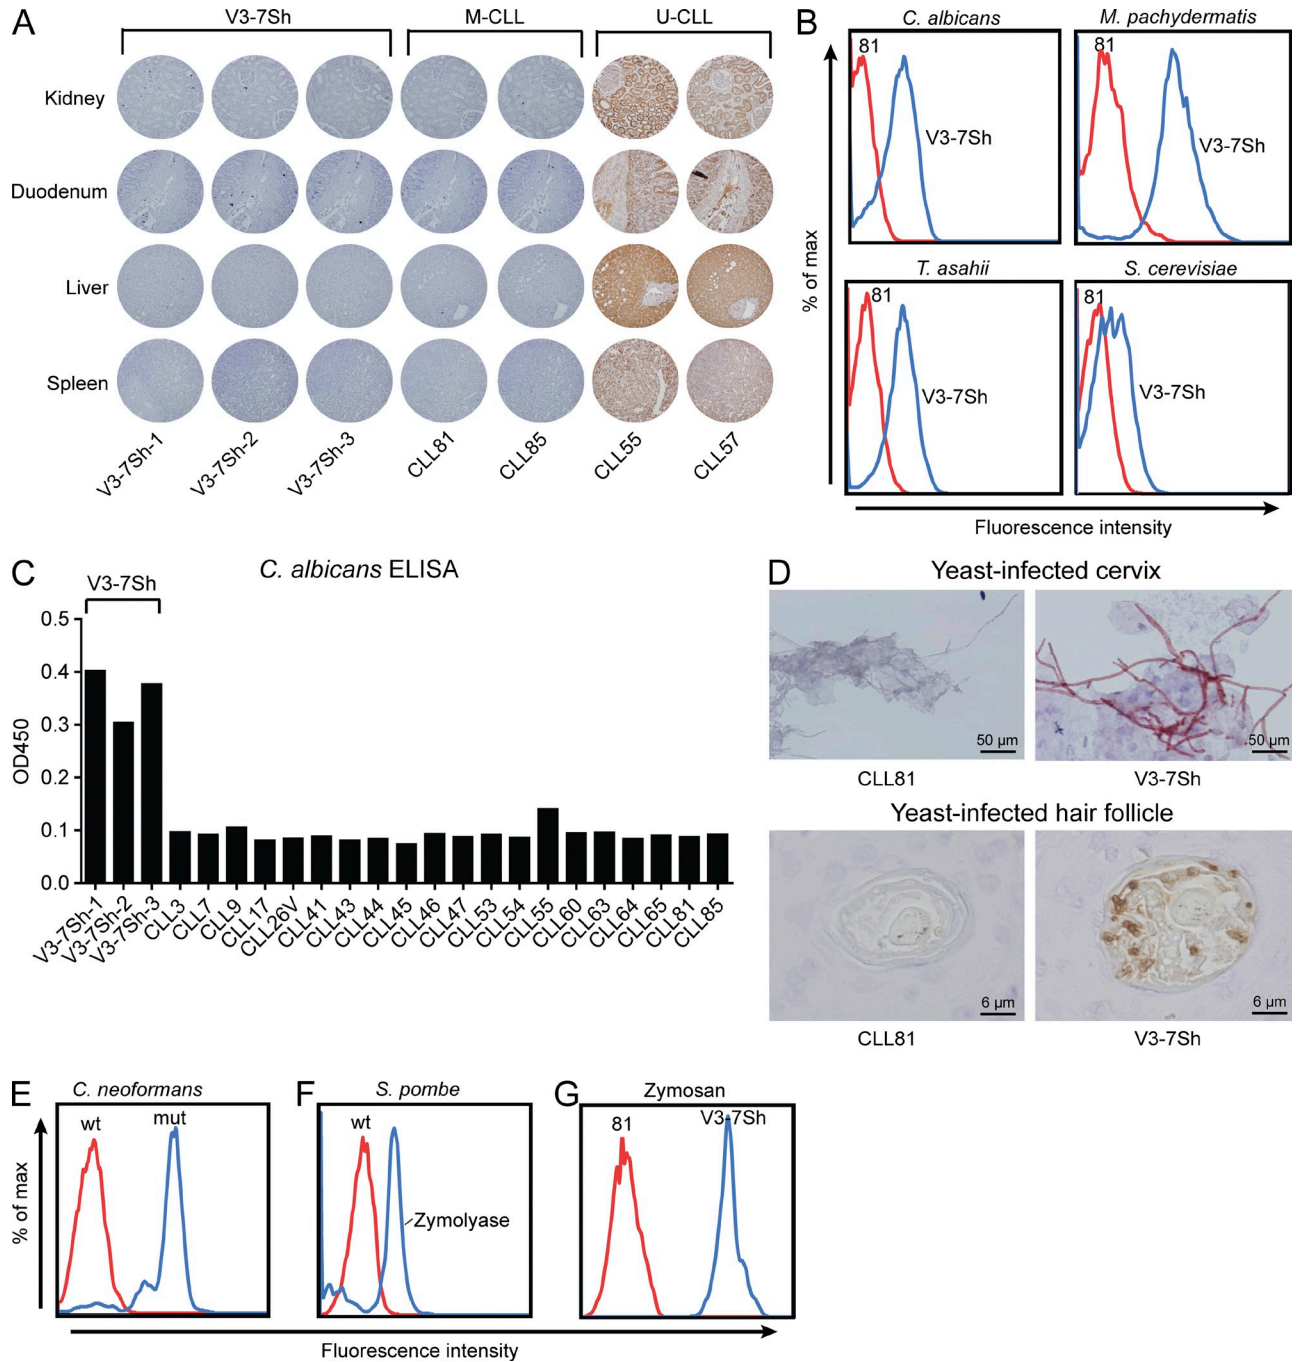 A
V3-7Sh
M-CLL
U-CLL
Kidney
Duodenum
Liver
Spleen
V3-7Sh-1
V3-7Sh-2
V3-7Sh-3
CLL81
CLL85
CLL55
CLL57
B
C. albicans
M. pachydermatis
81
V3-7Sh
81
V3-7Sh
T. asahii
S. cerevisiae
81
V3-7Sh
81
V3-7Sh
% of max
Fluorescence intensity
C
C. albicans ELISA
V3-7Sh
OD450
0.5
0.4
0.3
0.2
0.1
0.0
V3-7Sh-1
V3-7Sh-2
V3-7Sh-3
CLL3
CLL7
CLL9
CLL17
CLL26V
CLL41
CLL43
CLL44
CLL45
CLL46
CLL47
CLL53
CLL54
CLL55
CLL60
CLL63
CLL64
CLL65
CLL81
CLL85
D
Yeast-infected cervix
50 µm
50 µm
CLL81
V3-7Sh
Yeast-infected hair follicle
6 µm
6 µm
CLL81
V3-7Sh
E
C. neoformans
wt
mut
% of max
F
S. pombe
wt
Zymolyase
G
Zymosan
81
V3-7Sh
Fluorescence intensity